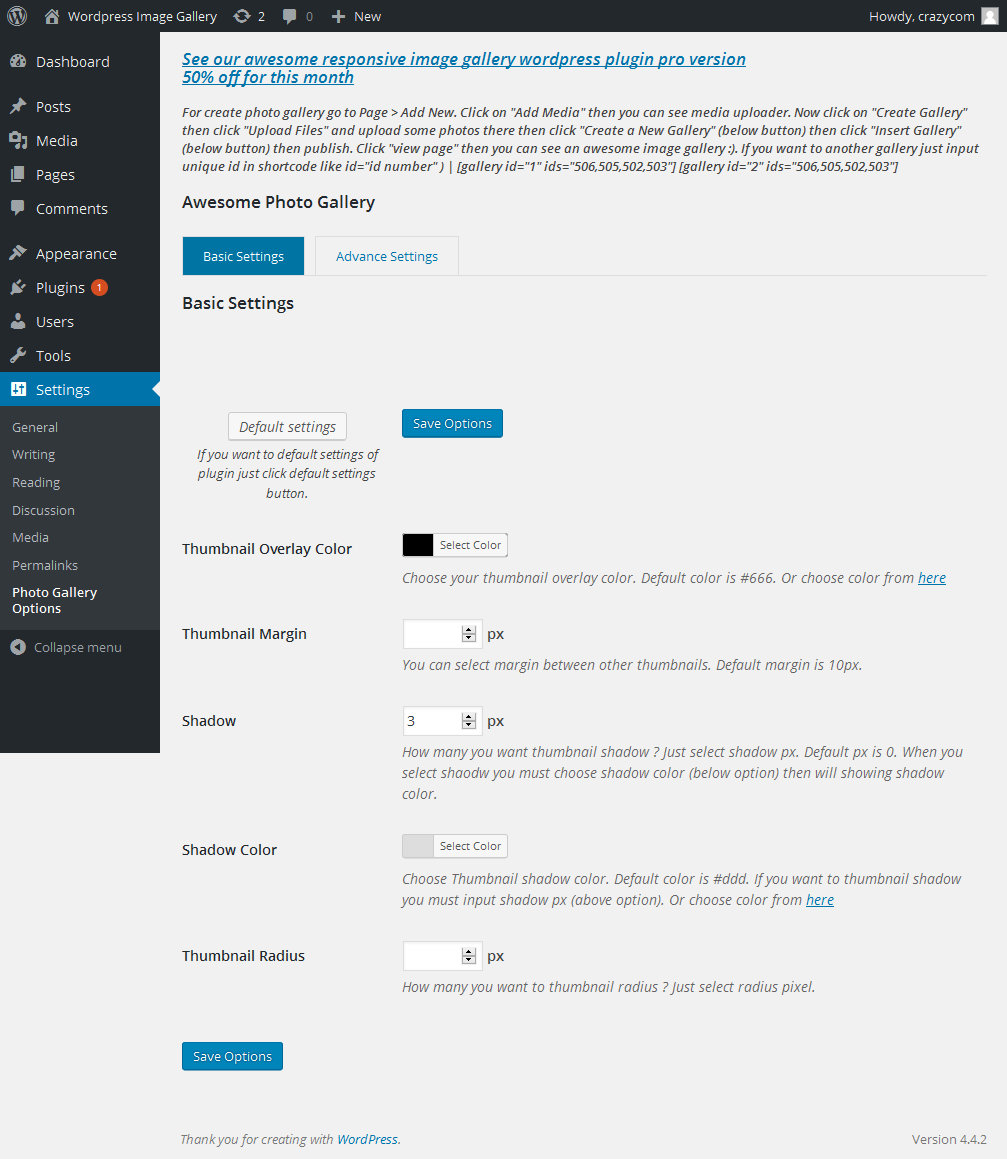 Wordpress Image Gallery 2 0 New Howdy, crazycom
Dashboard
Posts
Media
Pages
Comments
Appearance
Plugins 1
Users
Tools
Settings
General
Writing
Reading
Discussion
Media
Permalinks
Photo Gallery
Options
Collapse menu
See our awesome responsive image gallery wordpress plugin pro version
50% off for this month
For create photo gallery go to Page > Add New. Click on "Add Media" then you can see media uploader. Now click on "Create Gallery"
then click "Upload Files" and upload some photos there then click "Create a New Gallery" (below button) then click "Insert Gallery"
(below button) then publish. Click "view page" then you can see an awesome image gallery :). If you want to another gallery just input
unique id in shortcode like id="id number" ) | [gallery id="1" ids="506,505,502,503"] [gallery id="2" ids="506,505,502,503"]
Awesome Photo Gallery
Basic Settings Advance Settings
Basic Settings
Default settings Save Options
If you want to default settings of
plugin just click default settings
button.
Thumbnail Overlay Color Select Color
Choose your thumbnail overlay color. Default color is #666. Or choose color from here
Thumbnail Margin px
You can select margin between other thumbnails. Default margin is 10px.
Shadow 3 px
How many you want thumbnail shadow ? Just select shadow px. Default px is 0. When you
select shaodw you must choose shadow color (below option) then will showing shadow
color.
Shadow Color Select Color
Choose Thumbnail shadow color. Default color is #ddd. If you want to thumbnail shadow
you must input shadow px (above option). Or choose color from here
Thumbnail Radius px
How many you want to thumbnail radius ? Just select radius pixel.
Save Options
Thank you for creating with WordPress. Version 4.4.2